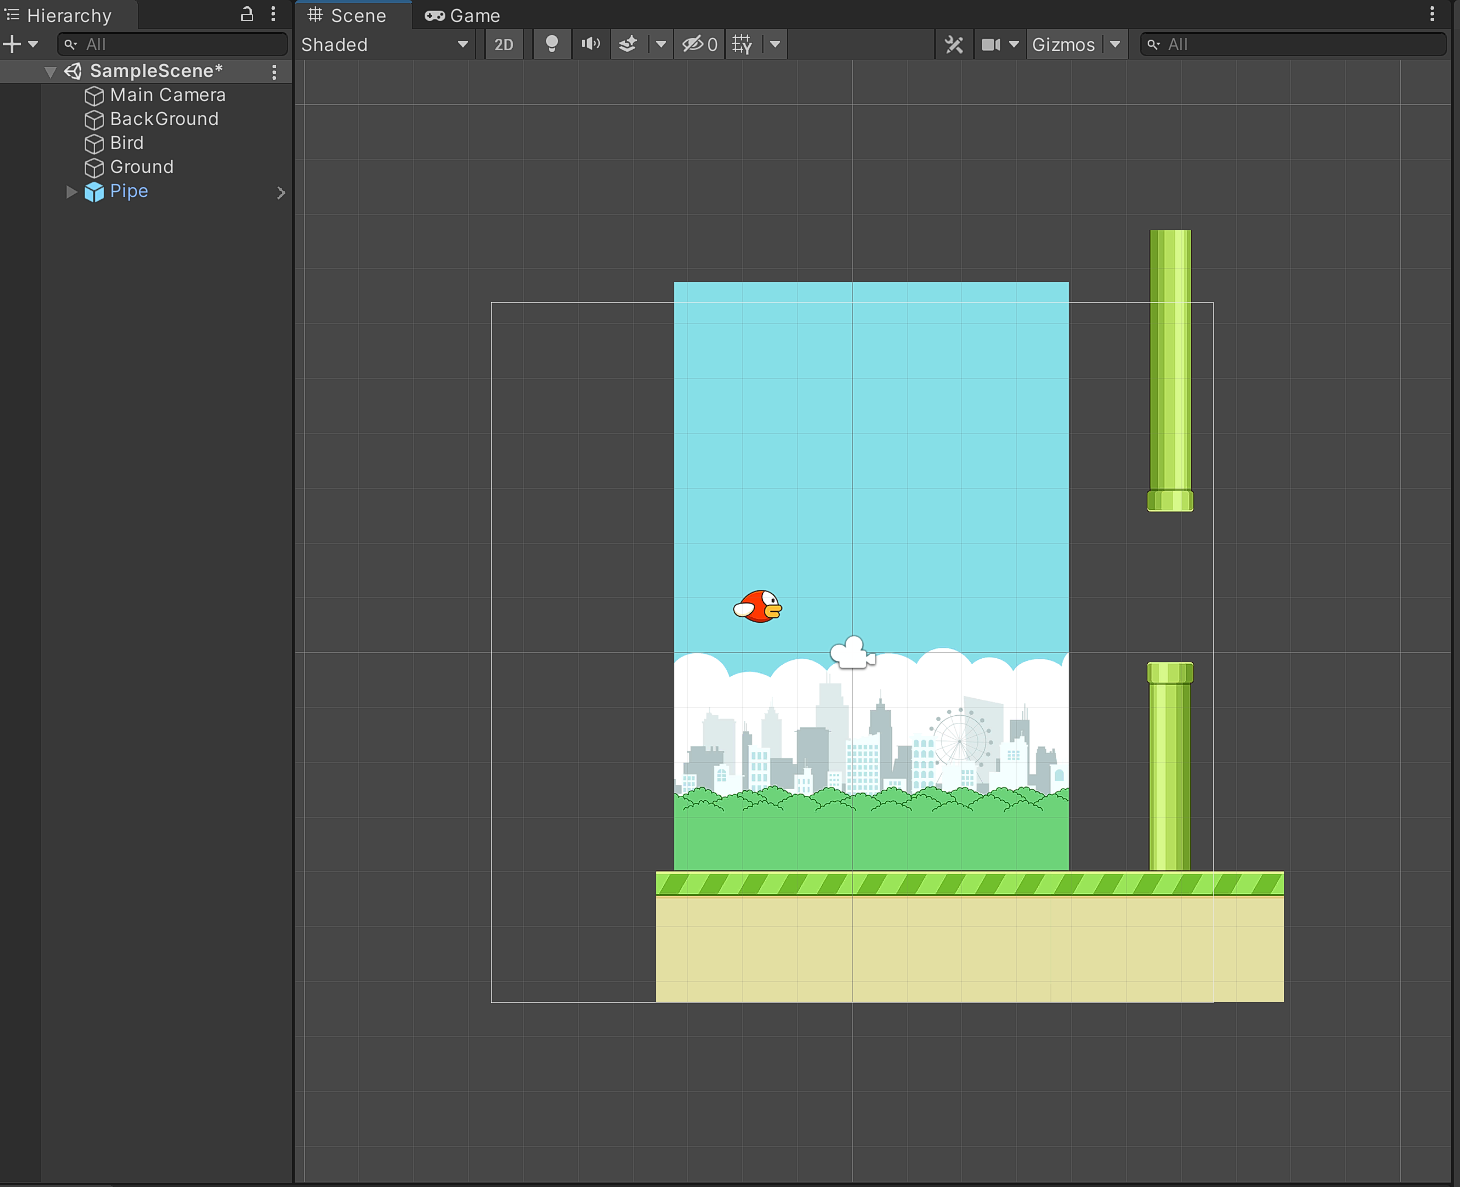 Hierarchy
All
SampleScene*
Main Camera
BackGround
Bird
Ground
Pipe
Scene
Game
Shaded
2D
0
Gizmos
All